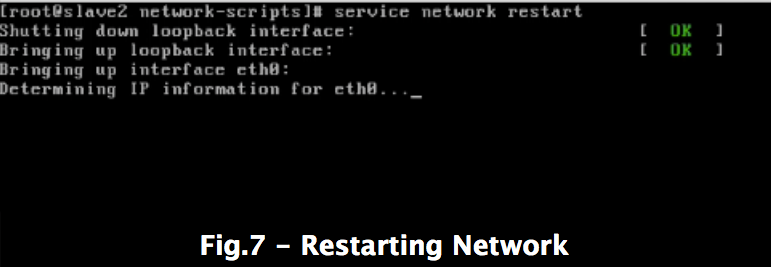 [root@slave2 network-scripts]# service network restart
Shutting down loopback interface: [ OK ]
Bringing up loopback interface: [ OK ]
Bringing up interface eth0:
Determining IP information for eth0..._
Fig.7 – Restarting Network